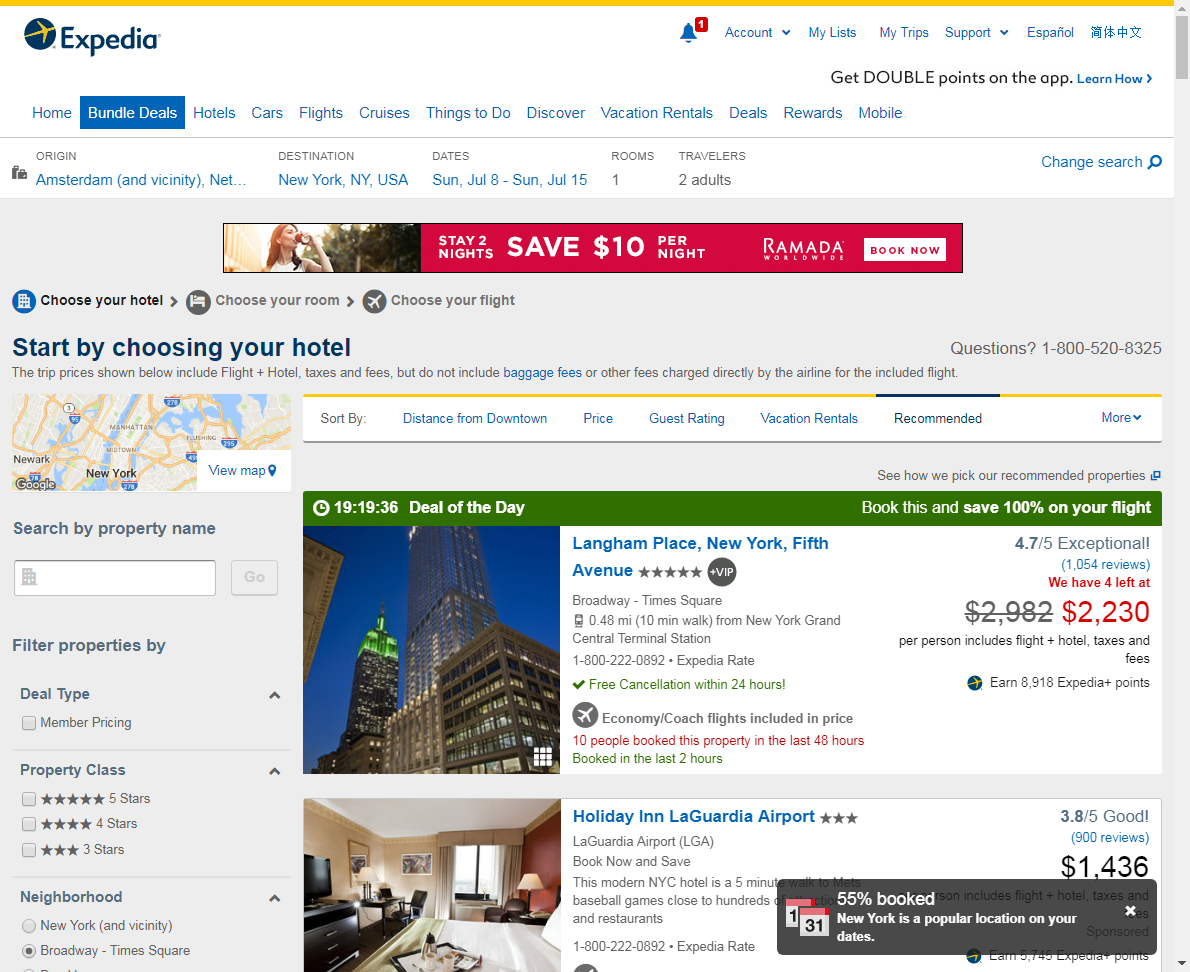 Expedia
1
Account
My Lists
My Trips
Support
Español
简体中文
Get DOUBLE points on the app. Learn How
Home
Bundle Deals
Hotels
Cars
Flights
Cruises
Things to Do
Discover
Vacation Rentals
Deals
Rewards
Mobile
ORIGIN
Amsterdam (and vicinity), Net...
DESTINATION
New York, NY, USA
DATES
Sun, Jul 8 - Sun, Jul 15
ROOMS
1
TRAVELERS
2 adults
Change search
STAY 2
NIGHTS
SAVE $10
PER
NIGHT
RAMADA
WORLDWIDE
BOOK NOW
Choose your hotel
Choose your room
Choose your flight
Start by choosing your hotel
Questions? 1-800-520-8325
The trip prices shown below include Flight + Hotel, taxes and fees, but do not include baggage fees or other fees charged directly by the airline for the included flight.
3
278
95
MANHATTAN
FLUSHING
MIDTOWN
295
Newark
New York
78
278
Google
View map
Sort By:
Distance from Downtown
Price
Guest Rating
Vacation Rentals
Recommended
More
See how we pick our recommended properties
Search by property name
Go
Filter properties by
Deal Type
Member Pricing
Property Class
5 Stars
4 Stars
3 Stars
Neighborhood
New York (and vicinity)
Broadway - Times Square
19:19:36 Deal of the Day
Book this and save 100% on your flight
Langham Place, New York, Fifth
Avenue
+VIP
Broadway - Times Square
0.48 mi (10 min walk) from New York Grand
Central Terminal Station
1-800-222-0892 • Expedia Rate
Free Cancellation within 24 hours!
Economy/Coach flights included in price
10 people booked this property in the last 48 hours
Booked in the last 2 hours
4.7/5 Exceptional!
(1,054 reviews)
We have 4 left at
$2,982 $2,230
per person includes flight + hotel, taxes and
fees
Earn 8,918 Expedia+ points
Holiday Inn LaGuardia Airport
LaGuardia Airport (LGA)
Book Now and Save
This modern NYC hotel is a 5 minute walk to Mets
baseball games close to hundreds of attractions
and restaurants
1-800-222-0892 • Expedia Rate
3.8/5 Good!
(900 reviews)
$1,436
per person includes flight + hotel, taxes and
fees
Sponsored
Earn 5,745 Expedia+ points
1
31
55% booked
New York is a popular location on your
dates.